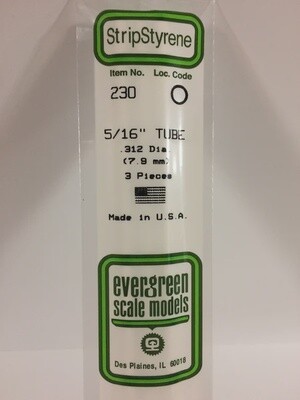 StripStyrene
Item No. Loc. Code
230 O
5/16" TUBE
.312 Dia.
(7.9 mm)
3 Pieces
Made in U.S.A.
evergreen
scale models
Des Plaines, IL 60018